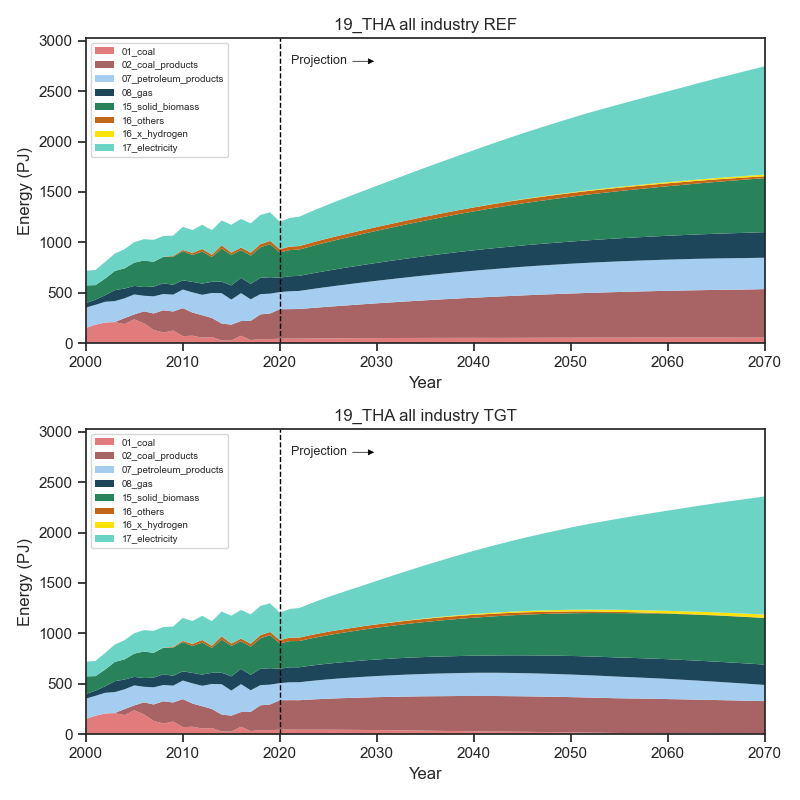 19_THA all industry REF
3000
2500
2000
1500
1000
500
0
Energy (PJ)
01_coal
02_coal_products
07_petroleum_products
08_gas
15_solid_biomass
16_others
16_x_hydrogen
17_electricity
Projection
2000 2010 2020 2030 2040 2050 2060 2070
Year
19_THA all industry TGT
3000
2500
2000
1500
1000
500
0
Energy (PJ)
01_coal
02_coal_products
07_petroleum_products
08_gas
15_solid_biomass
16_others
16_x_hydrogen
17_electricity
Projection
2000 2010 2020 2030 2040 2050 2060 2070
Year